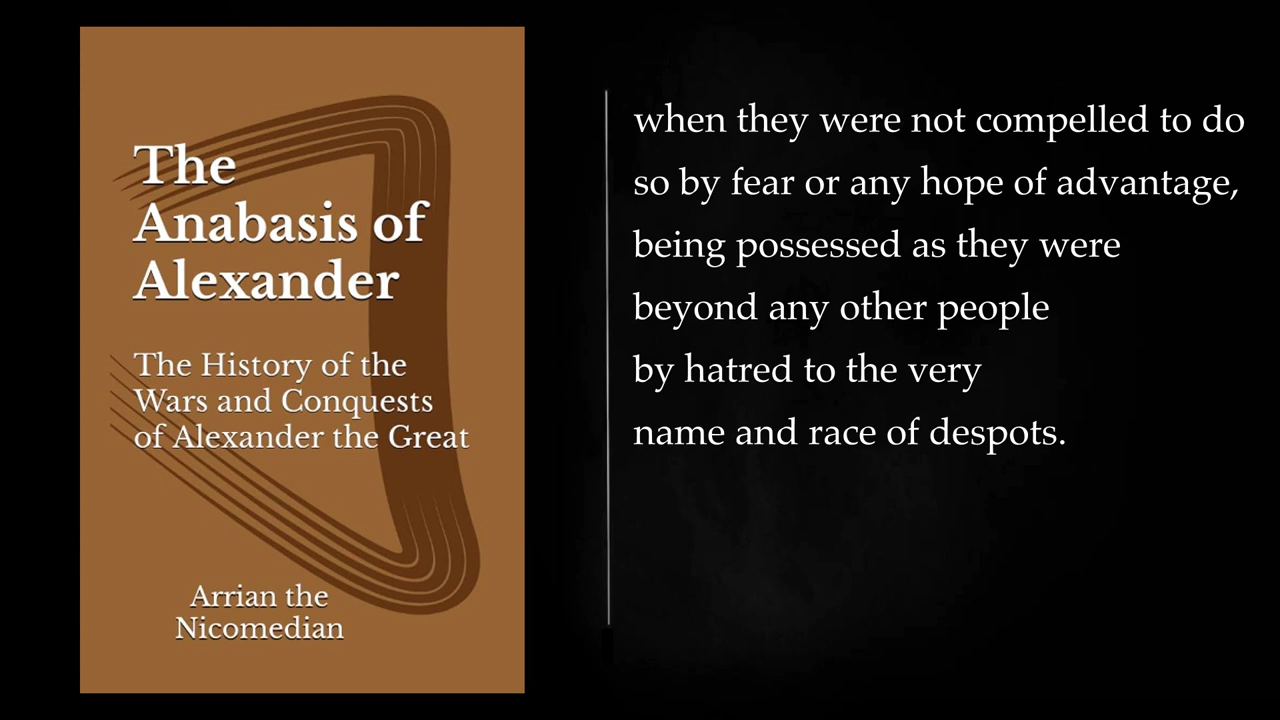 The
Anabasis of
Alexander
The History of the
Wars and Conquests
of Alexander the Great
Arrian the
Nicomedian
when they were not compelled to do
so by fear or any hope of advantage,
being possessed as they were
beyond any other people
by hatred to the very
name and race of despots.